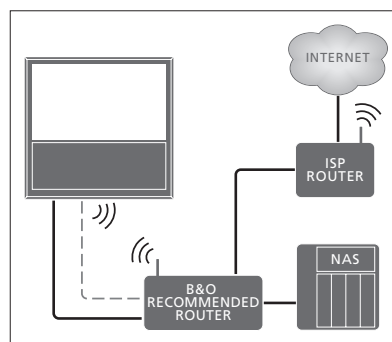 INTERNET
ISP
ROUTER
NAS
B&O
RECOMMENDED
ROUTER